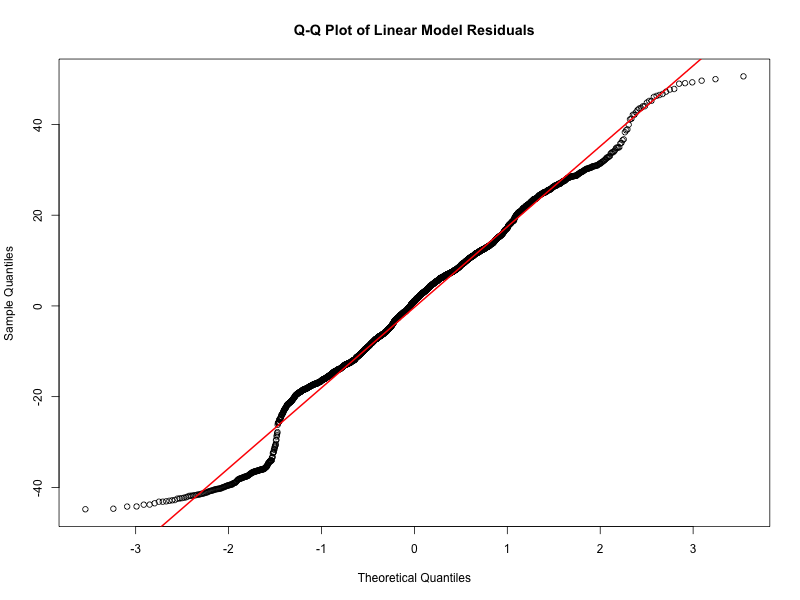 Q-Q Plot of Linear Model Residuals
Sample Quantiles
40
20
0
-20
-40
-3 -2 -1 0 1 2 3
Theoretical Quantiles